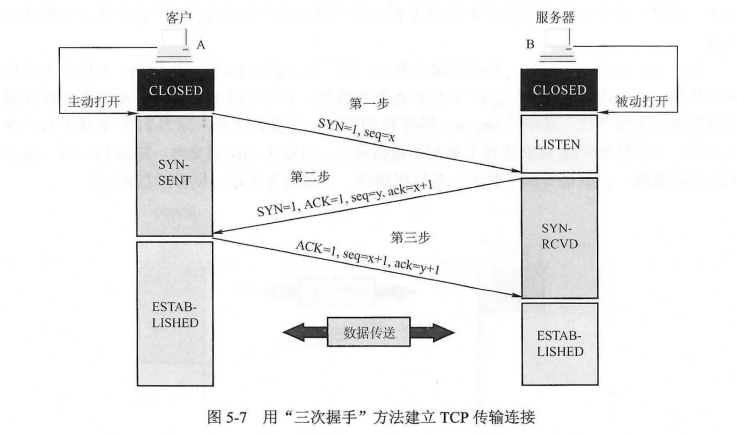 客户
服务器
A
B
CLOSED
CLOSED
主动打开
被动打开
第一步
SYN=1, seq=x
LISTEN
SYN-
SENT
第二步
SYN=1, ACK=1, seq=y, ack=x+1
SYN-
RCVD
第三步
ACK=1, seq=x+1, ack=y+1
ESTAB-
LISHED
数据传送
ESTAB-
LISHED
图 5-7 用“三次握手”方法建立 TCP 传输连接